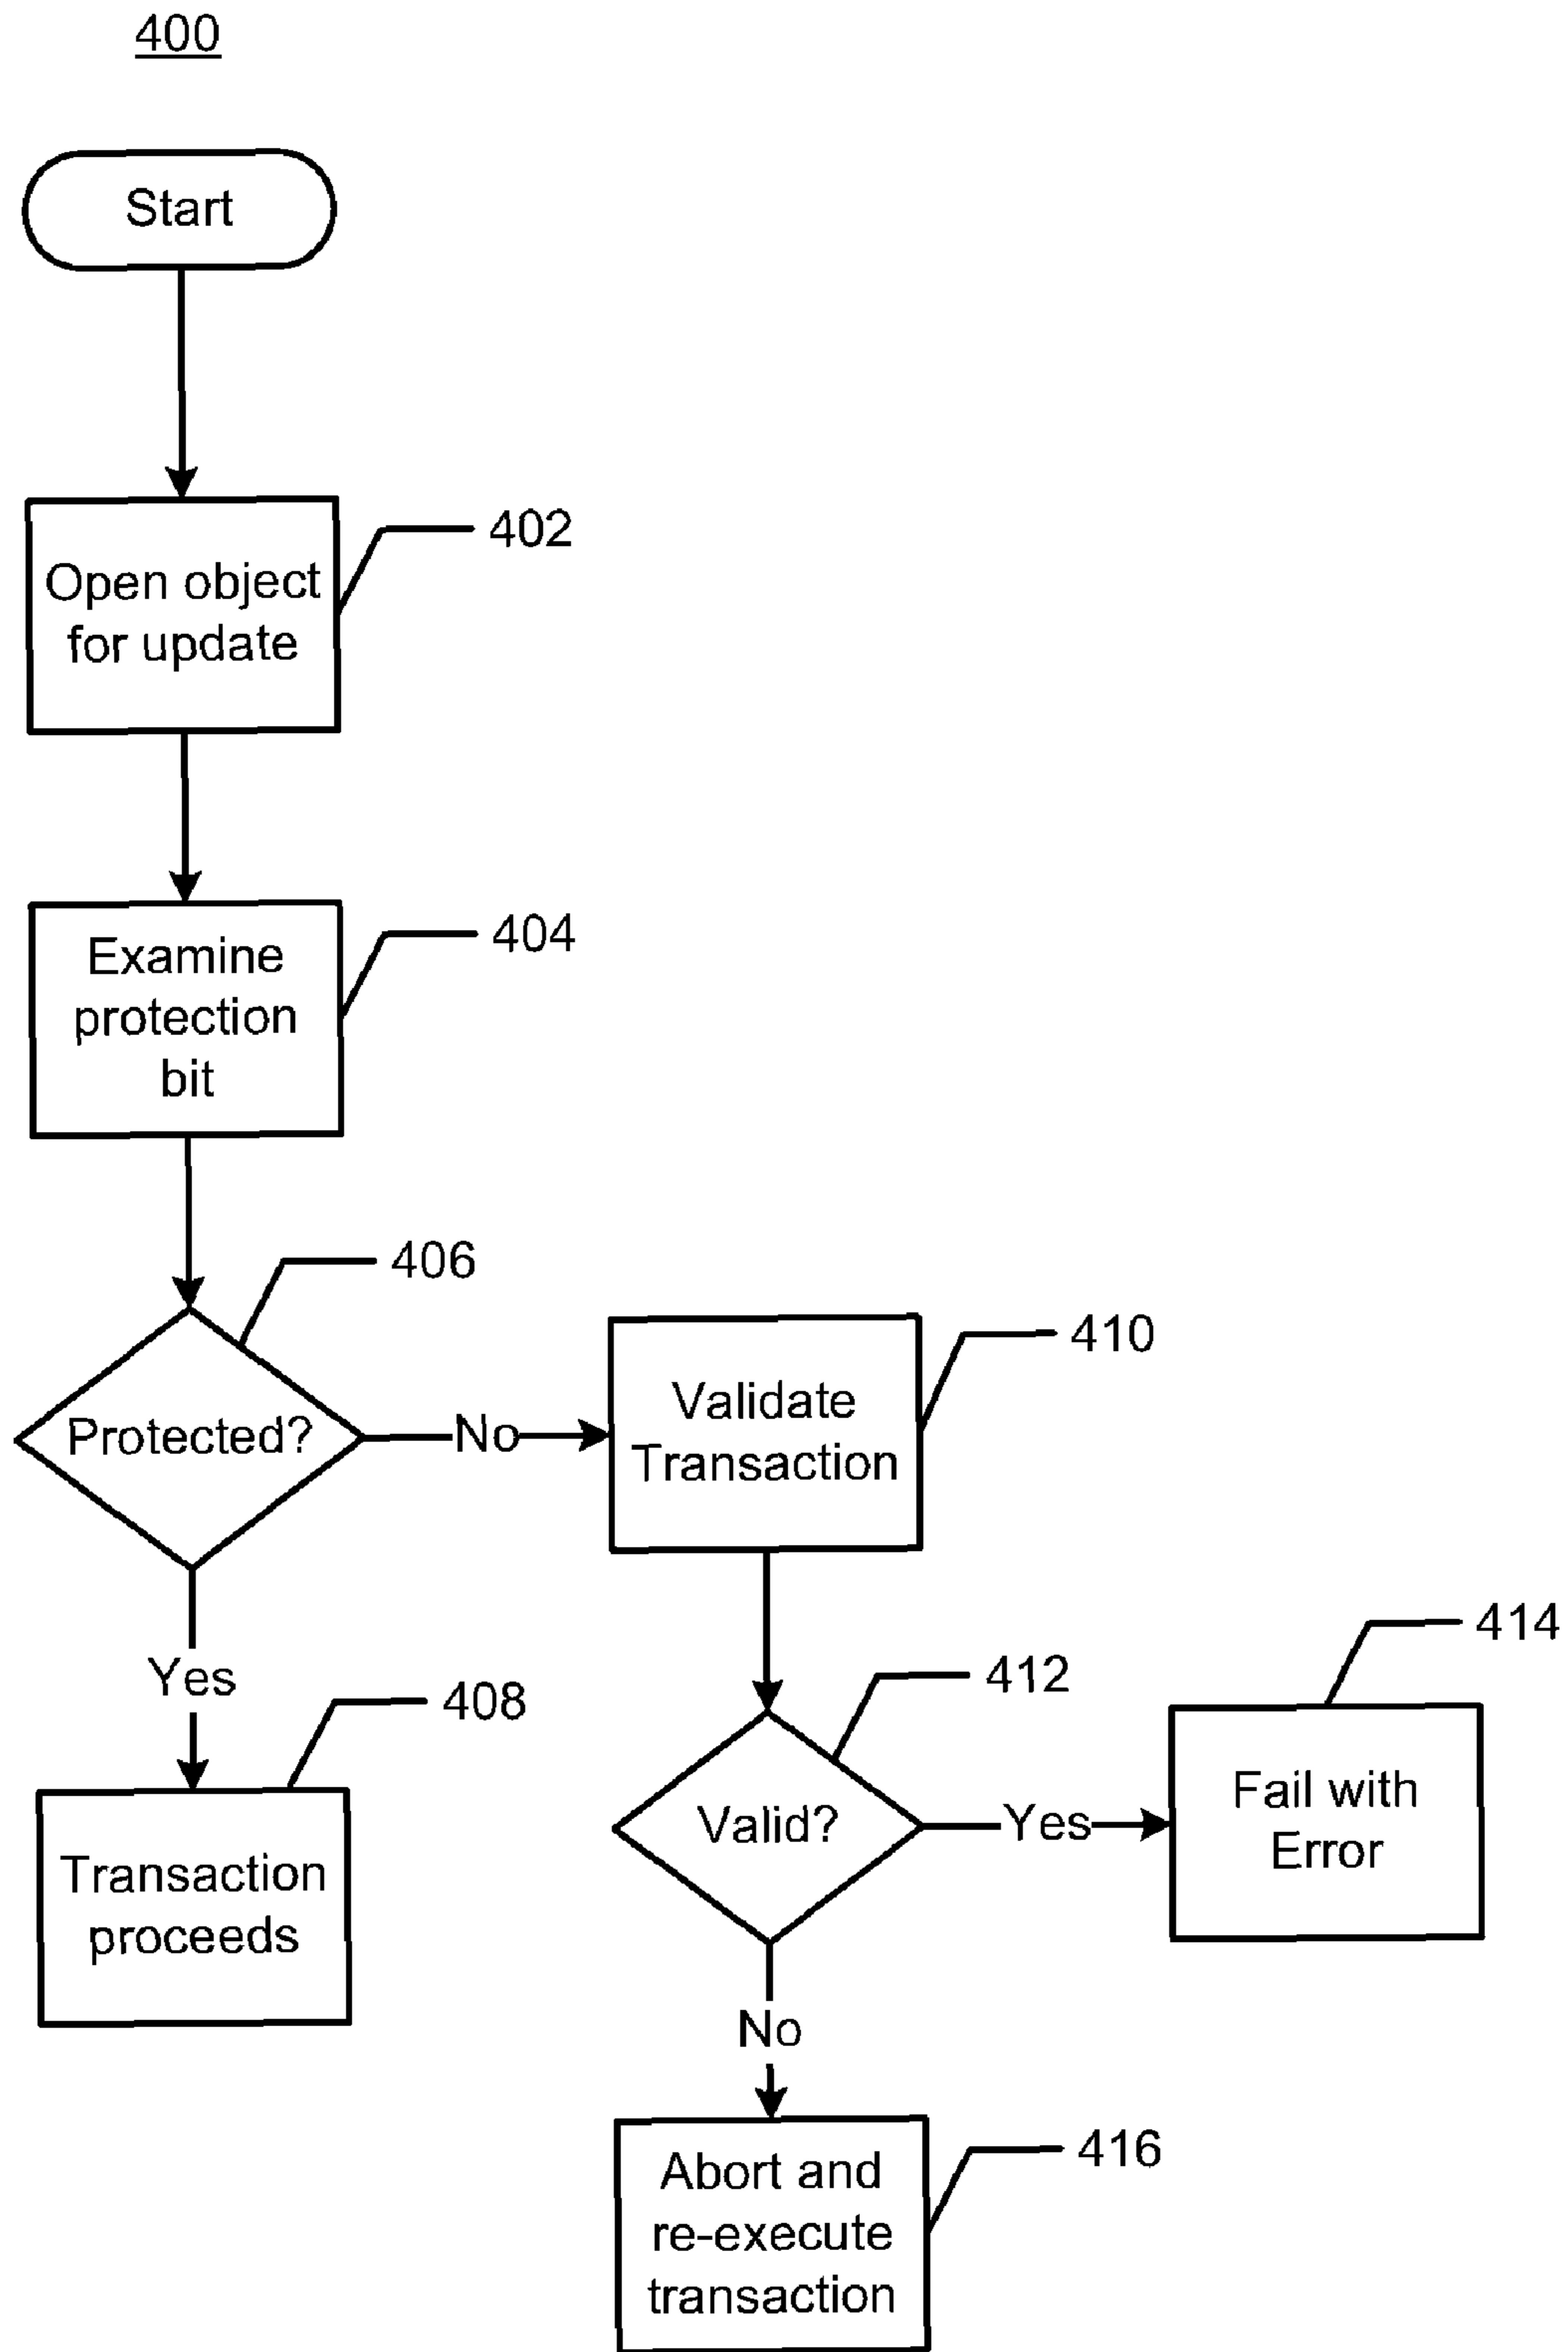 400
Start
402
Open object
for update
404
Examine
protection
bit
406
Protected?
No
410
Validate
Transaction
Yes
408
Transaction
proceeds
412
Valid?
Yes
414
Fail with
Error
No
416
Abort and
re-execute
transaction